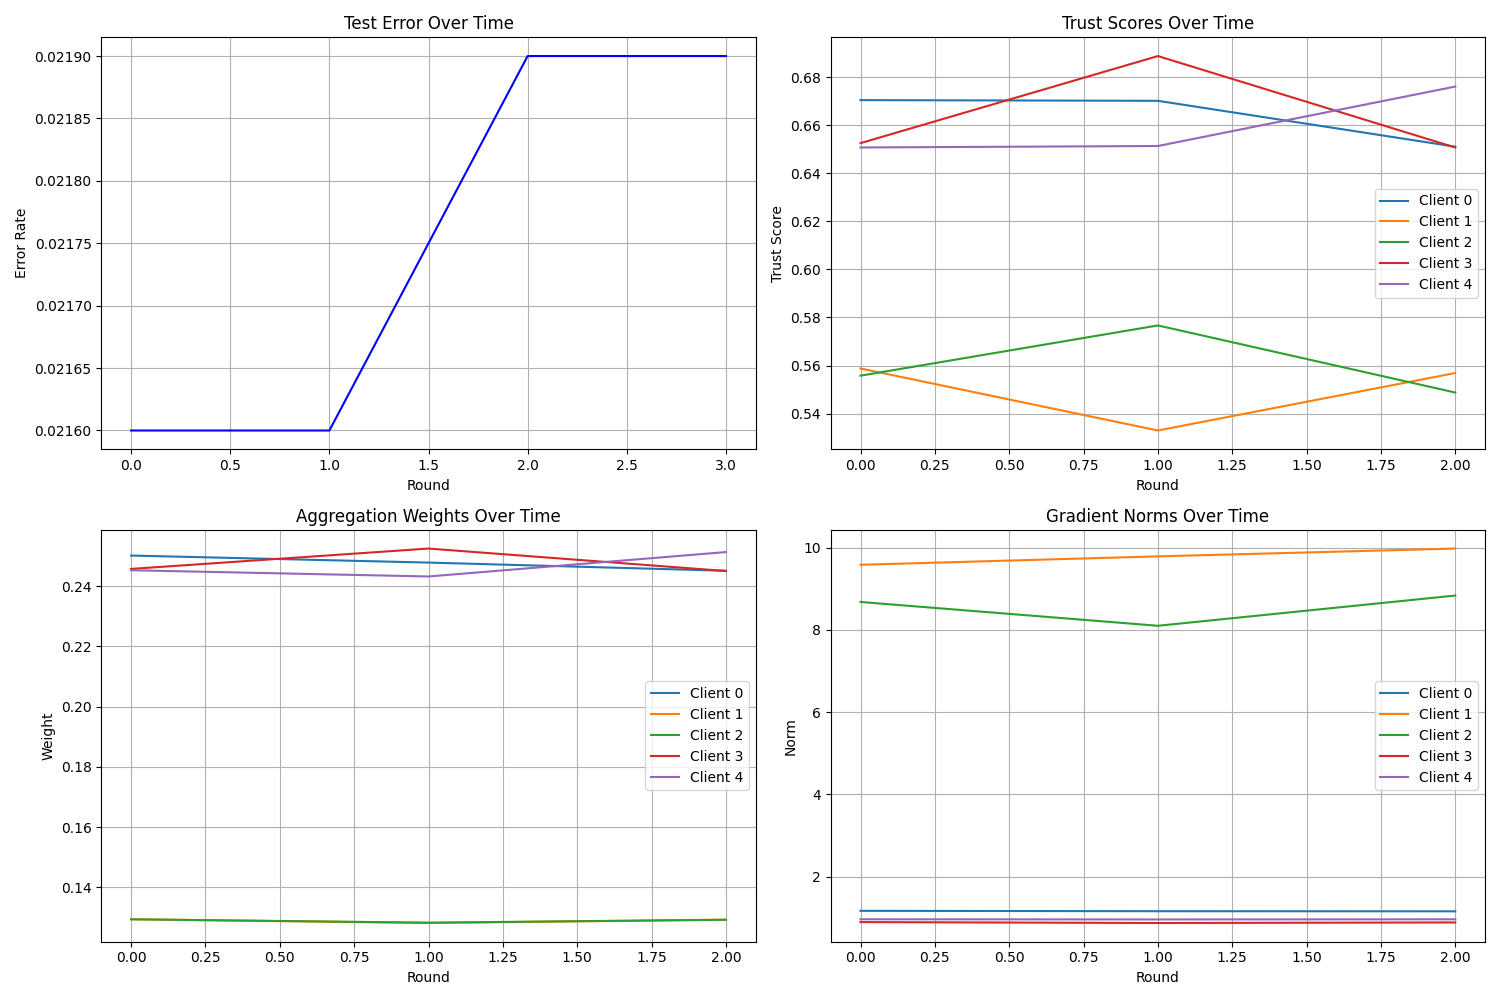 Test Error Over Time
Error Rate
0.02190
0.02185
0.02180
0.02175
0.02170
0.02165
0.02160
0.0 0.5 1.0 1.5 2.0 2.5 3.0
Round
Trust Scores Over Time
Trust Score
0.68
0.66
0.64
0.62
0.60
0.58
0.56
0.54
Client 0
Client 1
Client 2
Client 3
Client 4
0.00 0.25 0.50 0.75 1.00 1.25 1.50 1.75 2.00
Round
Aggregation Weights Over Time
Weight
0.24
0.22
0.20
0.18
0.16
0.14
Client 0
Client 1
Client 2
Client 3
Client 4
0.00 0.25 0.50 0.75 1.00 1.25 1.50 1.75 2.00
Round
Gradient Norms Over Time
Norm
10
8
6
4
2
Client 0
Client 1
Client 2
Client 3
Client 4
0.00 0.25 0.50 0.75 1.00 1.25 1.50 1.75 2.00
Round